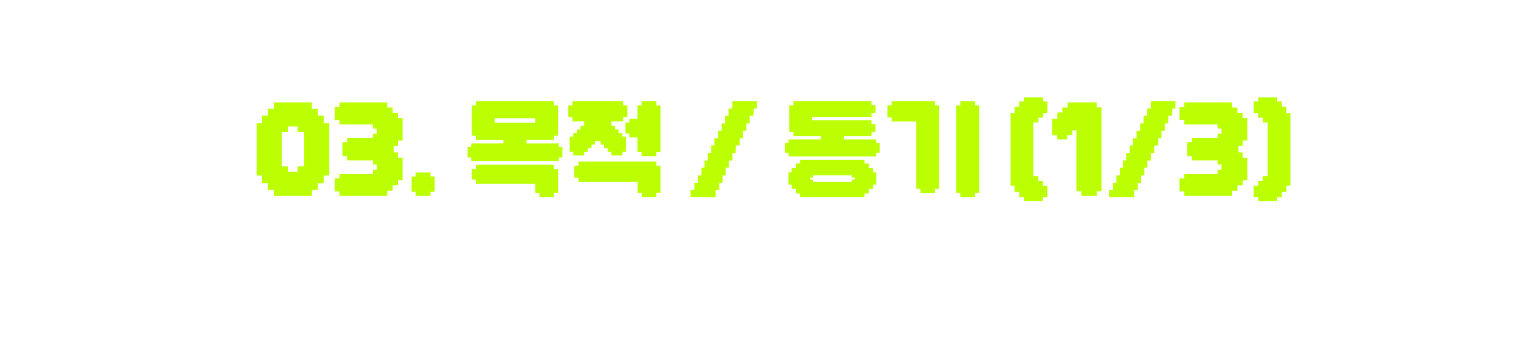 03. 목적 / 동기 (1/3)